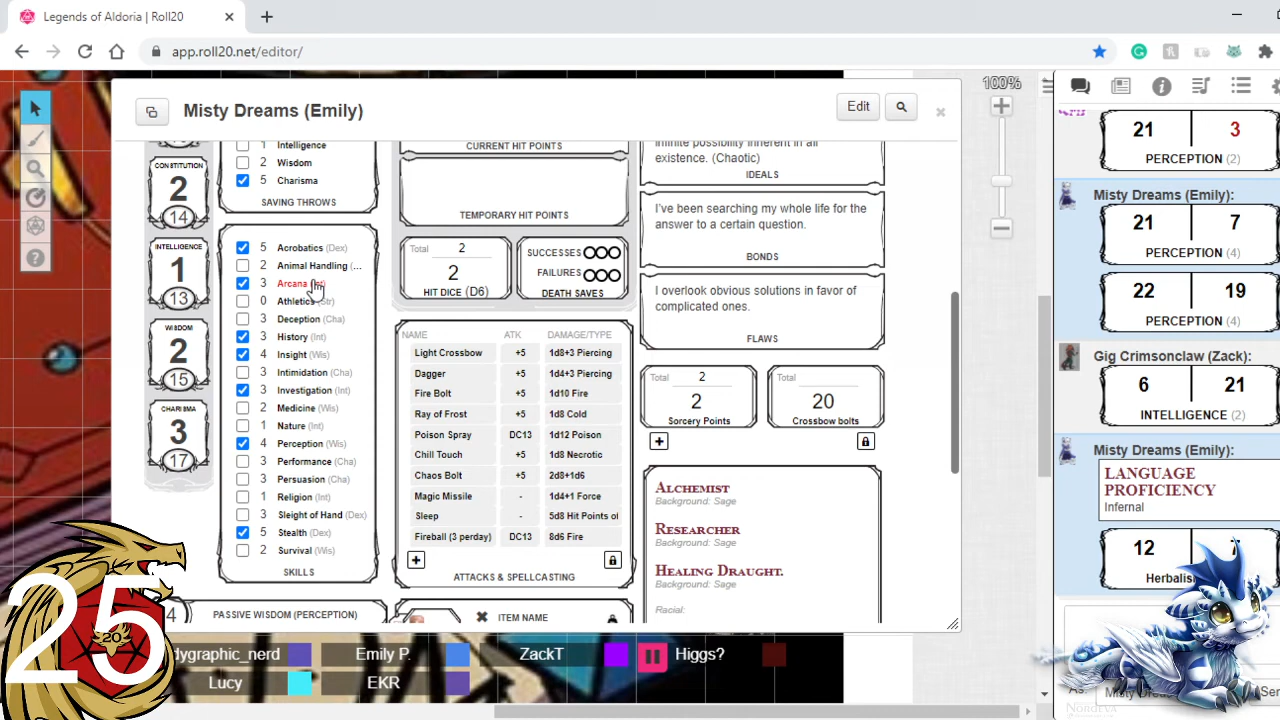 Legends of Aldoria | Roll20
app.roll20.net/editor/
Misty Dreams (Emily)
Edit
100%
CONSTITUTION
2
14
INTELLIGENCE
1
13
WISDOM
2
15
CHARISMA
3
17
1 Intelligence
2 Wisdom
5 Charisma
SAVING THROWS
5 Acrobatics (Dex)
2 Animal Handling (...
3 Arcana
0 Athletics (Str)
3 Deception (Cha)
3 History (Int)
4 Insight (Wis)
3 Intimidation (Cha)
3 Investigation (Int)
2 Medicine (Wis)
1 Nature (Int)
4 Perception (Wis)
3 Performance (Cha)
3 Persuasion (Cha)
1 Religion (Int)
3 Sleight of Hand (Dex)
5 Stealth (Dex)
2 Survival (Wis)
SKILLS
4 PASSIVE WISDOM (PERCEPTION)
CURRENT HIT POINTS
TEMPORARY HIT POINTS
Total 2
2
HIT DICE (D6)
SUCCESSES
FAILURES
DEATH SAVES
NAME ATK DAMAGE/TYPE
Light Crossbow +5 1d8+3 Piercing
Dagger +5 1d4+3 Piercing
Fire Bolt +5 1d10 Fire
Ray of Frost +5 1d8 Cold
Poison Spray DC13 1d12 Poison
Chill Touch +5 1d8 Necrotic
Chaos Bolt +5 2d8+1d6
Magic Missile - 1d4+1 Force
Sleep - 5d8 Hit Points of
Fireball (3 perday) DC13 8d6 Fire
ATTACKS & SPELLCASTING
ITEM NAME
infinite possibility inherent in all
existence. (Chaotic)
IDEALS
I've been searching my whole life for the
answer to a certain question.
BONDS
I overlook obvious solutions in favor of
complicated ones.
FLAWS
Total 2
2
Sorcery Points
Total
20
Crossbow bolts
ALCHEMIST
Background: Sage
RESEARCHER
Background: Sage
HEALING DRAUGHT.
Background: Sage
Racial:
21 3
PERCEPTION (2)
Misty Dreams (Emily):
21 7
PERCEPTION (4)
22 19
PERCEPTION (4)
Gig Crimsonclaw (Zack):
6 21
INTELLIGENCE (2)
Misty Dreams (Emily):
LANGUAGE
PROFICIENCY
Infernal
12
Herbalis
As:
25
20
dygraphic_nerd
Emily P.
ZackT
Higgs?
Lucy
EKR